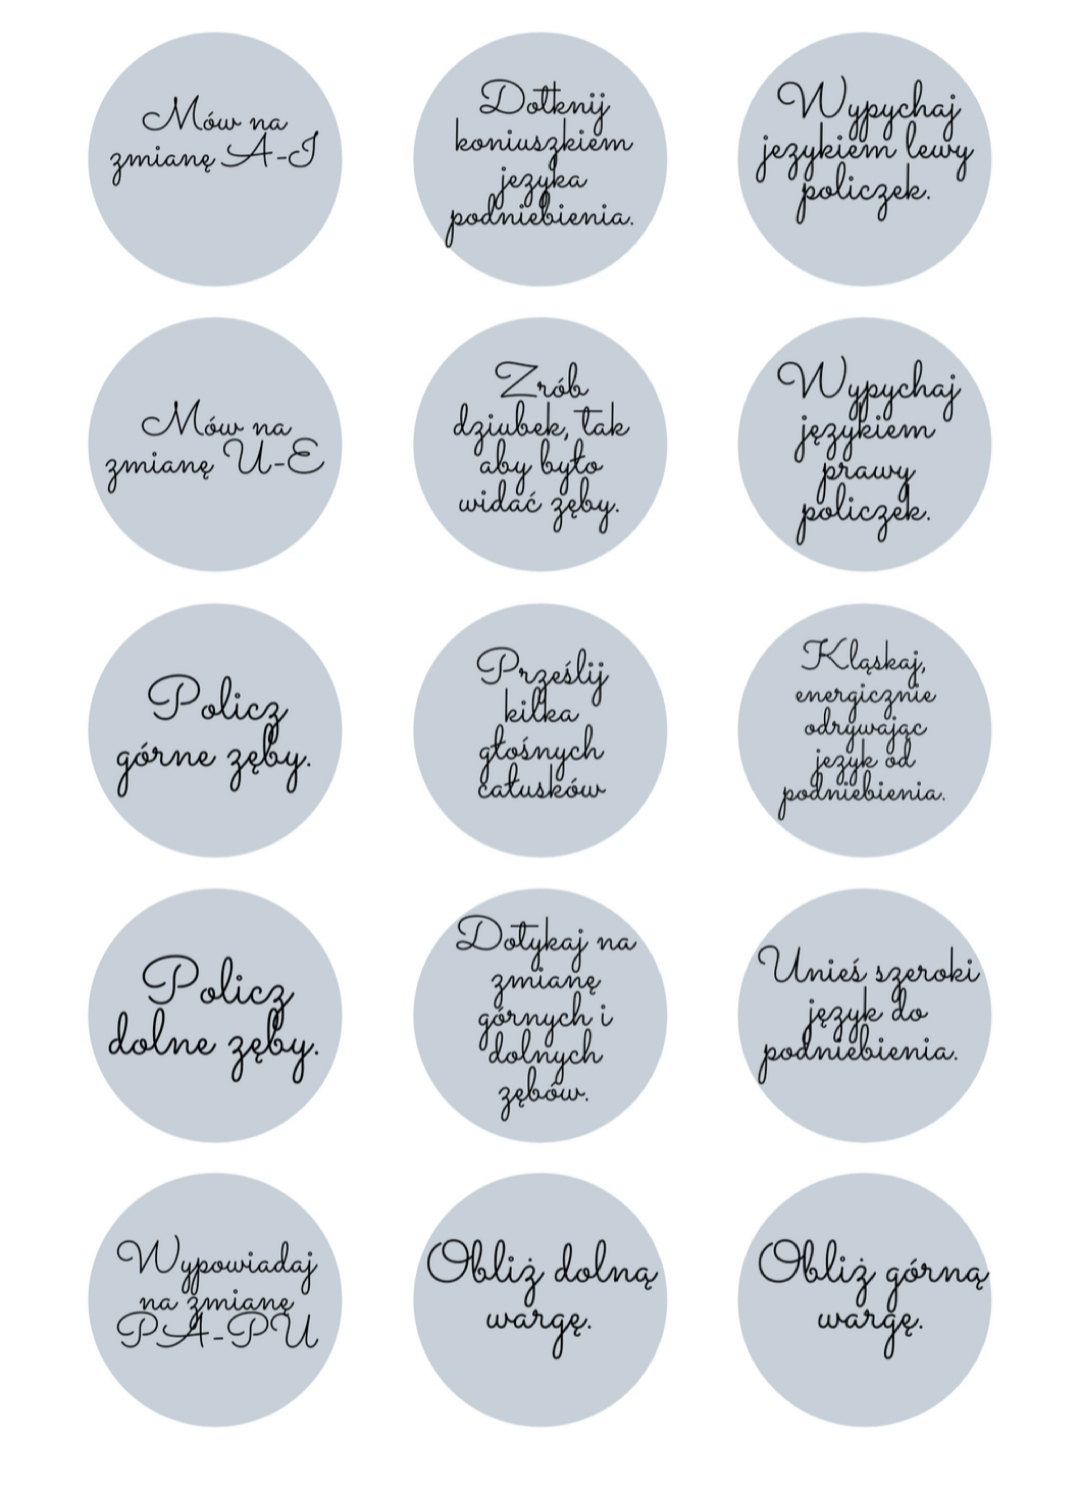 Mów na
zmianę A-I
Dotknij
koniuszkiem
języka
podniebienia.
Wypychaj
językiem lewy
policzek.
Mów na
zmianę U-E
Zrób
dziubek, tak
aby było
widać zęby.
Wypychaj
językiem
prawy
policzek.
Policz
górne zęby.
Prześlij
kilka
głośnych
całusków
Kląskaj,
energicznie
odrywając
język od
podniebienia.
Policz
dolne zęby.
Dotykaj na
zmianę
górnych i
dolnych
zębów.
Unieś szeroki
język do
podniebienia.
Wypowiadaj
na zmianę
PA-PU
Obliż dolną
wargę.
Obliż górną
wargę.